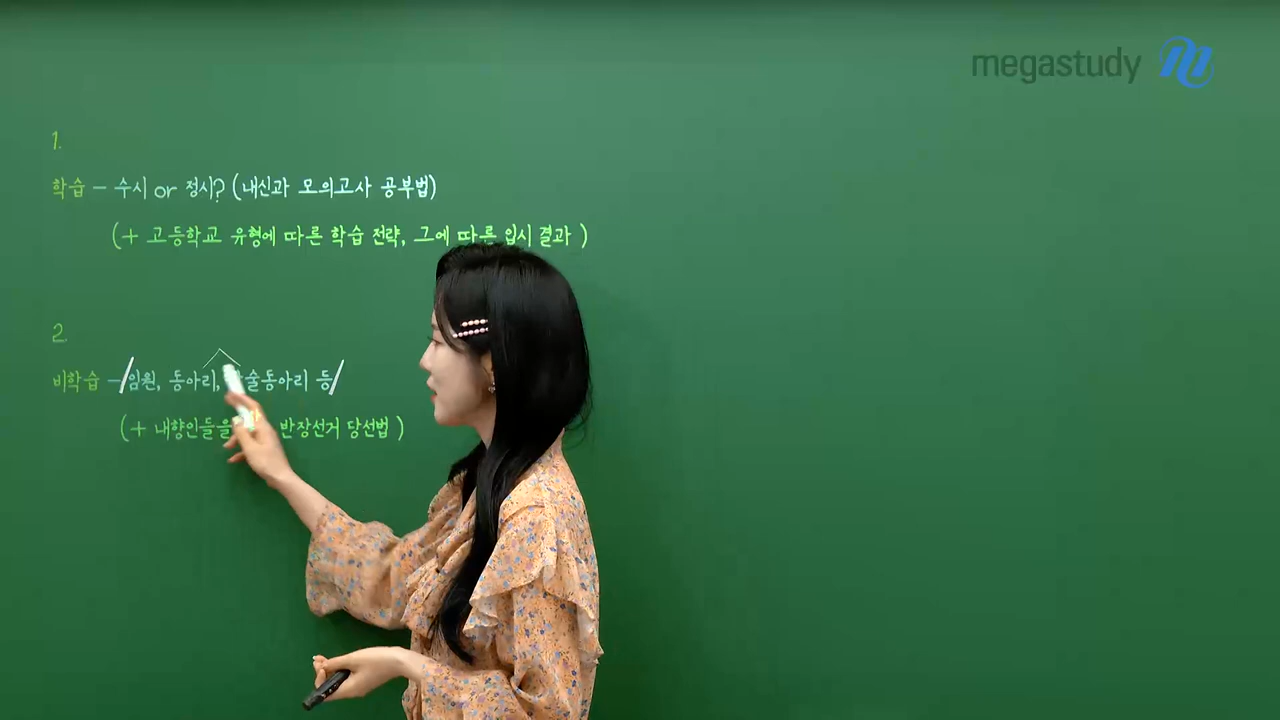 megastudy
1.
학습 - 수시 or 정시? (내신과 모의고사 공부법)
(+ 고등학교 유형에 따른 학습 전략, 그에 따른 입시 결과 )
2.
비학습 - 임원, 동아리, 학술동아리 등
(+ 내향인들을 반장선거 당선법 )